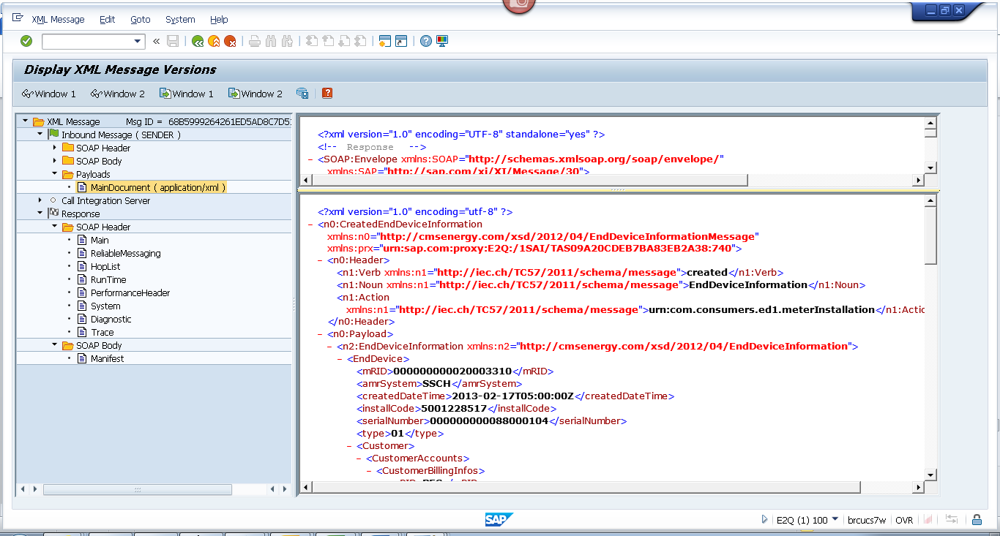 XML Message Edit Goto System Help
Display XML Message Versions
Window 1 Window 2 Window 1 Window 2
XML Message Msg ID = 68B5999264261ED5AD8C7D5
Inbound Message ( SENDER )
SOAP Header
SOAP Body
Payloads
MainDocument ( application/xml )
Call Integration Server
Response
SOAP Header
Main
ReliableMessaging
HopList
RunTime
PerformanceHeader
System
Diagnostic
Trace
SOAP Body
Manifest
<?xml version="1.0" encoding="UTF-8" standalone="yes" ?>
<!-- Response -->
- <SOAP:Envelope xmlns:SOAP="http://schemas.xmlsoap.org/soap/envelope/"
xmlns:SAP="http://sap.com/xi/XI/Message/30">
<?xml version="1.0" encoding="utf-8" ?>
- <n0:CreatedEndDeviceInformation
xmlns:n0="http://cmsenergy.com/xsd/2012/04/EndDeviceInformationMessage"
xmlns:prx="urn:sap.com:proxy:E2Q:/1SAI/TAS09A20CDEB7BA83EB2A38:740">
- <n0:Header>
<n1:Verb xmlns:n1="http://iec.ch/TC57/2011/schema/message">created</n1:Verb>
<n1:Noun xmlns:n1="http://iec.ch/TC57/2011/schema/message">EndDeviceInformation</n1:Noun>
<n1:Action
xmlns:n1="http://iec.ch/TC57/2011/schema/message">urn:com.consumers.ed1.meterInstallation</n1:Actic
</n0:Header>
- <n0:Payload>
- <n2:EndDeviceInformation xmlns:n2="http://cmsenergy.com/xsd/2012/04/EndDeviceInformation">
- <EndDevice>
<mRID>000000000020003310</mRID>
<amrSystem>SSCH</amrSystem>
<createdDateTime>2013-02-17T05:00:00Z</createdDateTime>
<installCode>5001228517</installCode>
<serialNumber>000000000088000104</serialNumber>
<type>01</type>
- <Customer>
- <CustomerAccounts>
- <CustomerBillingInfos>
SAP
E2Q (1) 100 brcucs7w OVR